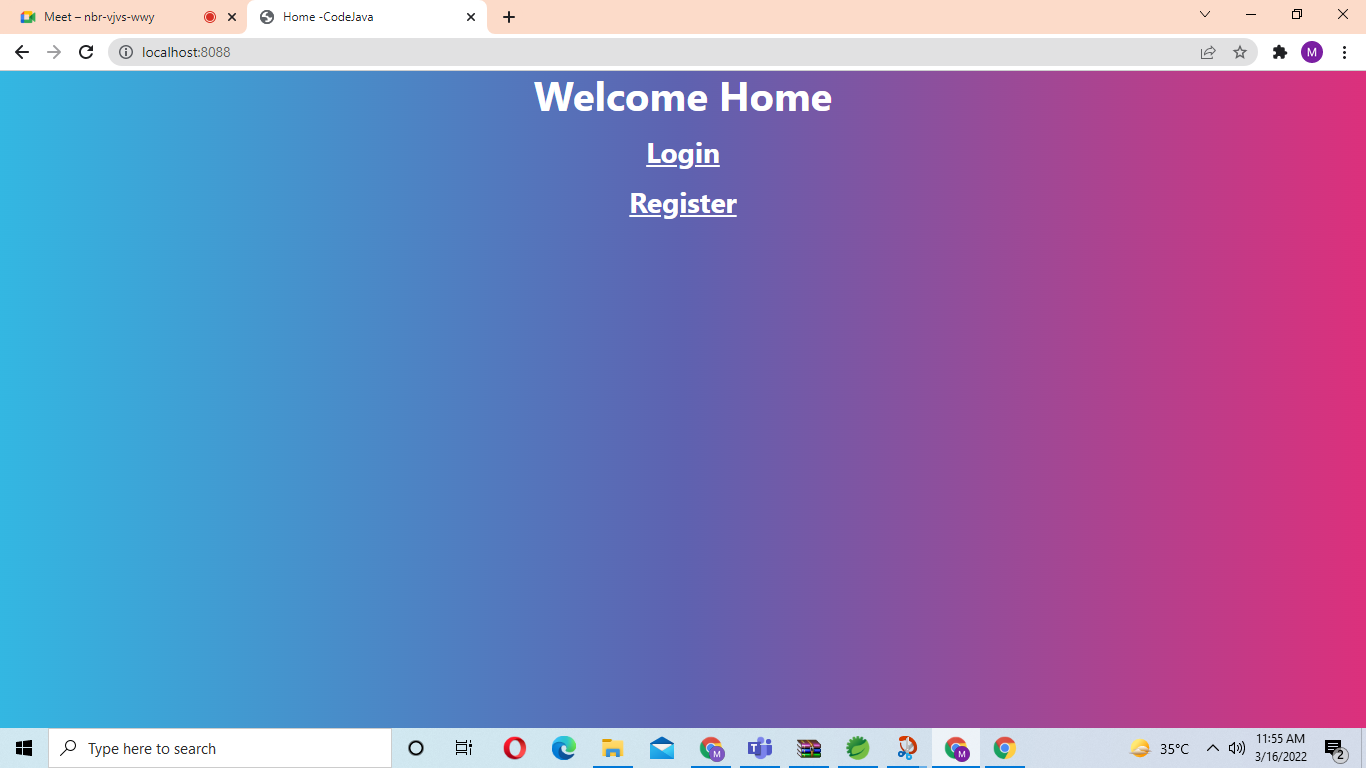 Meet – nbr-vjvs-wwy
Home -CodeJava
localhost:8088
M
Welcome Home
Login
Register
Type here to search
M
M
35°C
11:55 AM
3/16/2022
2